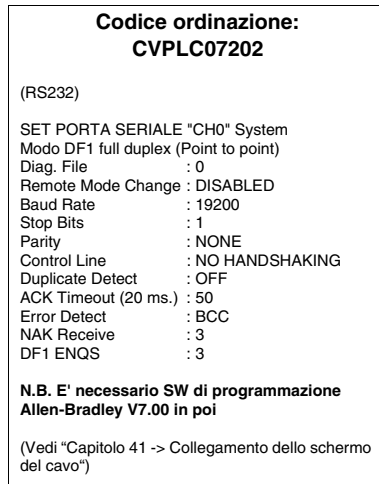 Codice ordinazione:
CVPLC07202
(RS232)
SET PORTA SERIALE "CH0" System
Modo DF1 full duplex (Point to point)
Diag. File : 0
Remote Mode Change : DISABLED
Baud Rate : 19200
Stop Bits : 1
Parity : NONE
Control Line : NO HANDSHAKING
Duplicate Detect : OFF
ACK Timeout (20 ms.) : 50
Error Detect : BCC
NAK Receive : 3
DF1 ENQS : 3
N.B. E' necessario SW di programmazione
Allen-Bradley V7.00 in poi
(Vedi “Capitolo 41 -> Collegamento dello schermo
del cavo“)